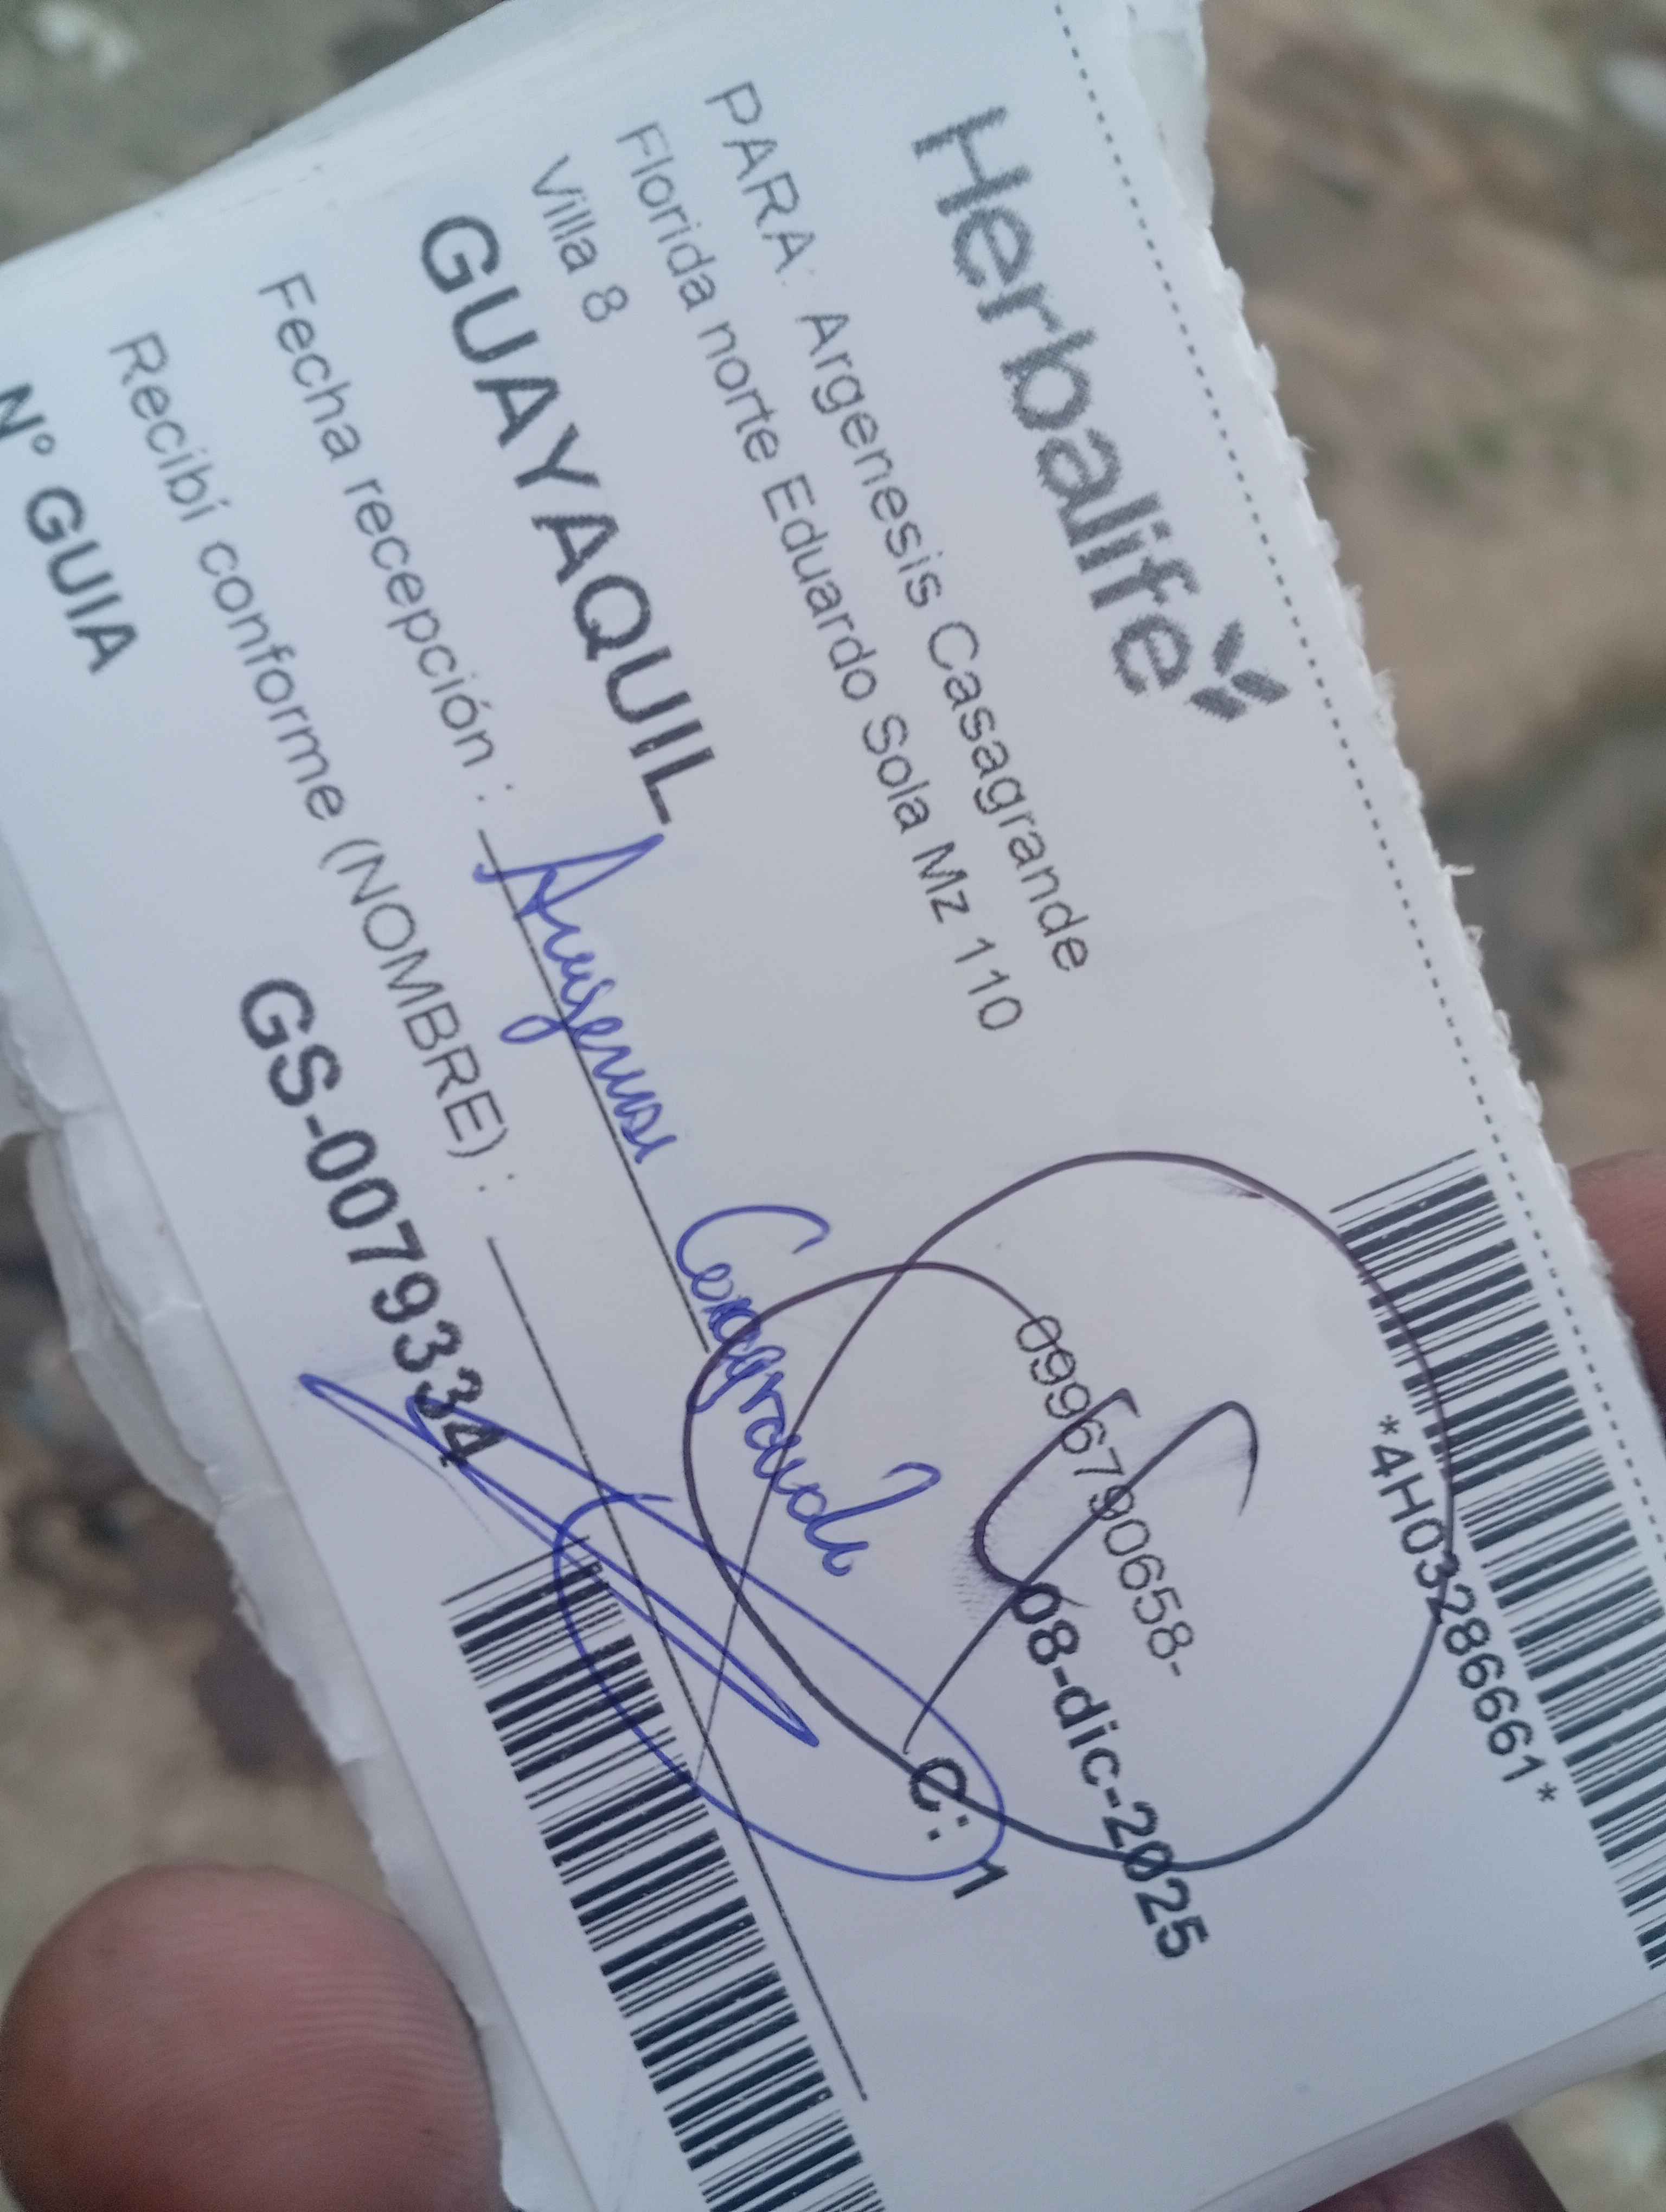 Herbalife
*4H03286661*
PARA: Argenesis Casagrande
Florida norte Eduardo Sola Mz 110
Villa 8
0996790658-
GUAYAQUIL
08-dic-2025
Fecha recepción :
C: 1
Recibí conforme (NOMBRE) :
N° GUIA GS-0079334